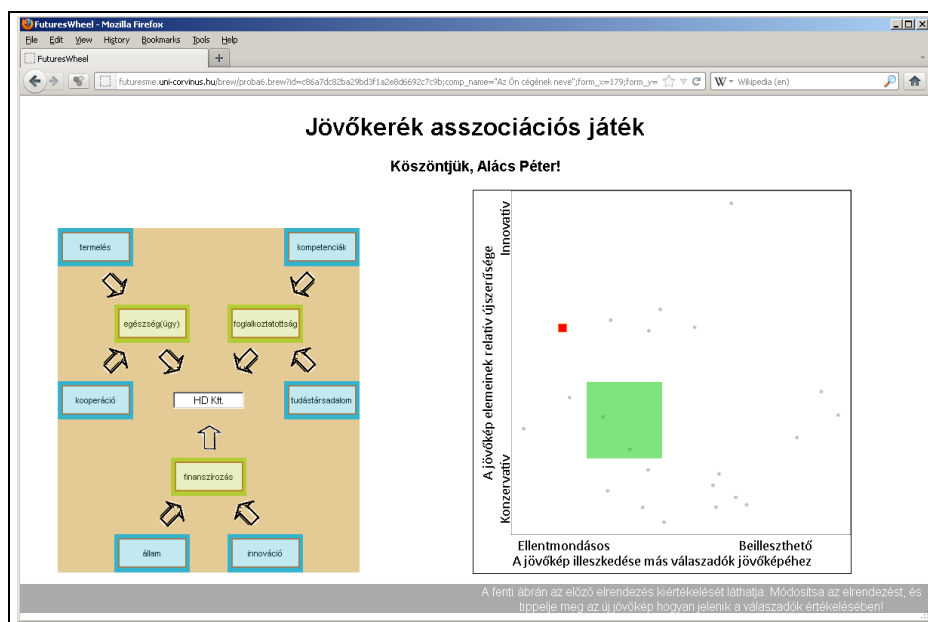 FuturesWheel - Mozilla Firefox
File Edit View History Bookmarks Tools Help
FuturesWheel
futuresme.uni-corvinus.hu/brew/proba6.brew?id=c86a7dc82ba29bd3f1a2e8d6692c7c9b;comp_name="Az Ön cégének neve";form_x=179;form_y=
W Wikipedia (en)
Jövőkerék asszociációs játék
Köszöntjük, Alács Péter!
termelés
kompetenciák
egészség(ügy)
foglalkoztatottság
kooperáció
HD Kft.
tudástársadalom
finanszírozás
állam
innováció
A jövőkép elemeinek relatív újszerűsége
Innovatív
Konzervatív
Ellentmondásos Beilleszthető
A jövőkép illeszkedése más válaszadók jövőképéhez
A fenti ábrán az előző elrendezés kiértékelését láthatja. Módosítsa az elrendezést, és
tippelje meg az új jövőkép hogyan jelenik a válaszadók értékelésében!